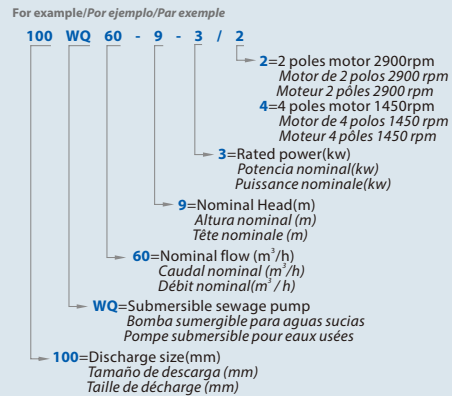 For example/Por ejemplo/Par exemple
100 WQ 60 - 9 - 3 / 2
2=2 poles motor 2900rpm
Motor de 2 polos 2900 rpm
Moteur 2 pôles 2900 rpm
4=4 poles motor 1450rpm
Motor de 4 polos 1450 rpm
Moteur 4 pôles 1450 rpm
3=Rated power(kw)
Potencia nominal(kw)
Puissance nominale(kw)
9=Nominal Head(m)
Altura nominal (m)
Tête nominale (m)
60=Nominal flow (m³/h)
Caudal nominal (m³/h)
Débit nominal(m³ / h)
WQ=Submersible sewage pump
Bomba sumergible para aguas sucias
Pompe submersible pour eaux usées
100=Discharge size(mm)
Tamaño de descarga (mm)
Taille de décharge (mm)